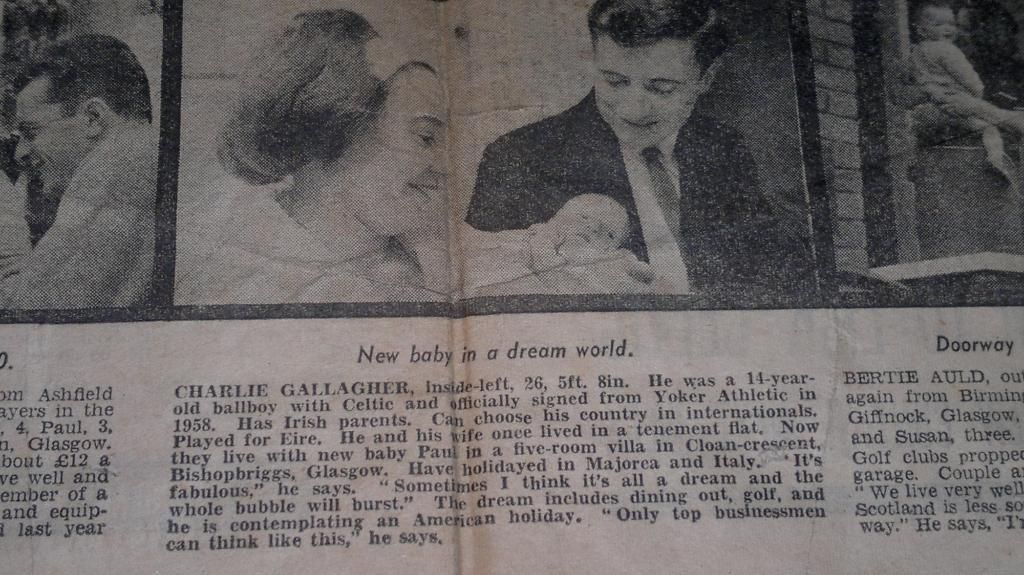 O.
om Ashfield
ayers in the
, 4, Paul, 3,
n, Glasgow.
bout £12 a
ve well and
ember of a
and equip-
l last year
New baby in a dream world.
CHARLIE GALLAGHER, inside-left, 26, 5ft. 8in. He was a 14-year-
old ballboy with Celtic and officially signed from Yoker Athletic in
1958. Has Irish parents. Can choose his country in internationals.
Played for Eire. He and his wife once lived in a tenement flat. Now
they live with new baby Paul in a five-room villa in Cloan-crescent,
Bishopbriggs, Glasgow. Have holidayed in Majorca and Italy. "It's
fabulous," he says. "Sometimes I think it's all a dream and the
whole bubble will burst." The dream includes dining out, golf, and
he is contemplating an American holiday. "Only top businessmen
can think like this," he says.
Doorway
BERTIE AULD, out
again from Birming
Giffnock, Glasgow,
and Susan, three.
Golf clubs propped
garage. Couple a
"We live very well
Scotland is less so
way." He says, "I'